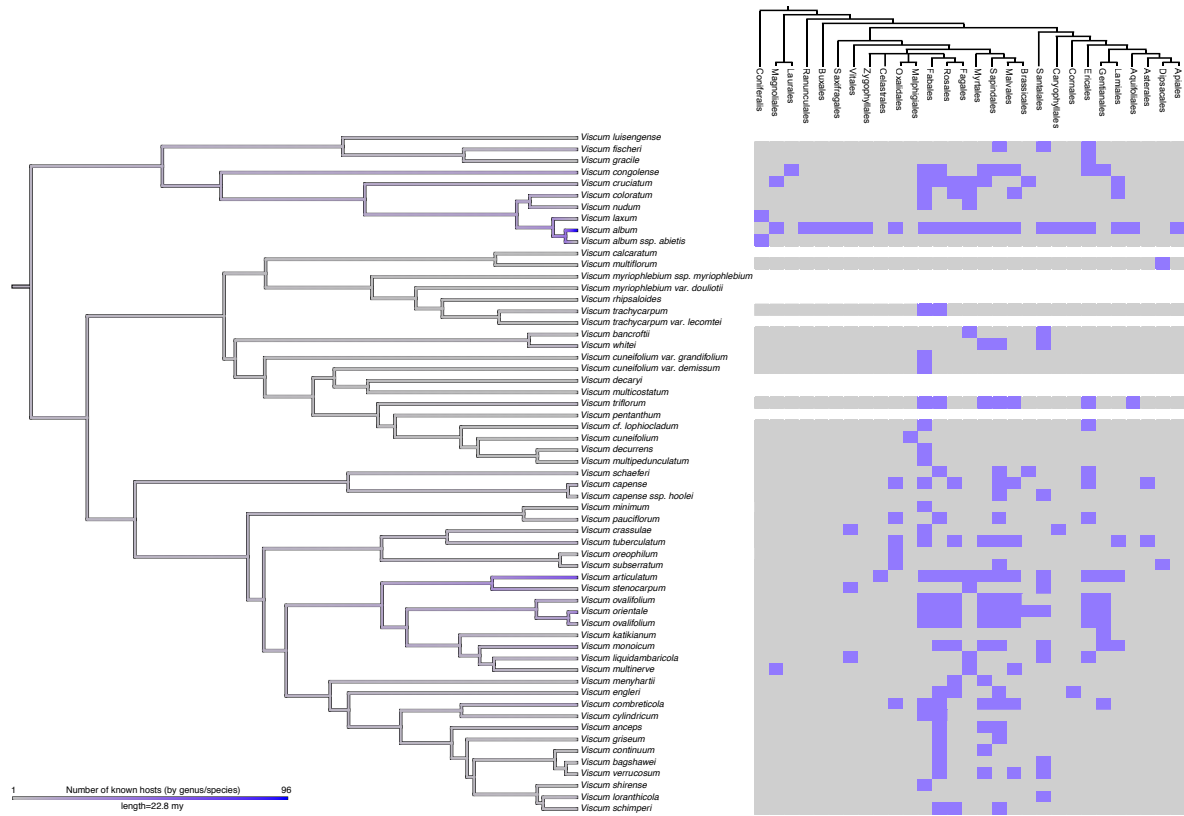 Coniferalis
Magnoliales
Laurales
Ranunculales
Buxales
Saxifragales
Vitales
Zygophyllales
Celastrales
Oxalidales
Malphigiales
Fabales
Rosales
Fagales
Myrtales
Sapindales
Malvales
Brassicales
Santalales
Caryophyllales
Cornales
Ericales
Gentianales
Lamiales
Aquifoliales
Asterales
Dipsacales
Apiales
Viscum luisengense
Viscum fischeri
Viscum gracile
Viscum congolense
Viscum cruciatum
Viscum coloratum
Viscum nudum
Viscum laxum
Viscum album
Viscum album ssp. abietis
Viscum calcaratum
Viscum multiflorum
Viscum myriophlebium ssp. myriophlebium
Viscum myriophlebium var. douliotii
Viscum rhipsaloides
Viscum trachycarpum
Viscum trachycarpum var. lecomtei
Viscum bancroftii
Viscum whitei
Viscum cuneifolium var. grandifolium
Viscum cuneifolium var. demissum
Viscum decaryi
Viscum multicostatum
Viscum triflorum
Viscum pentanthum
Viscum cf. lophiocladum
Viscum cuneifolium
Viscum decurrens
Viscum multipedunculatum
Viscum schaeferi
Viscum capense
Viscum capense ssp. hoolei
Viscum minimum
Viscum pauciflorum
Viscum crassulae
Viscum tuberculatum
Viscum oreophilum
Viscum subserratum
Viscum articulatum
Viscum stenocarpum
Viscum ovalifolium
Viscum orientale
Viscum ovalifolium
Viscum katikianum
Viscum monoicum
Viscum liquidambaricola
Viscum multinerve
Viscum menyhartii
Viscum engleri
Viscum combreticola
Viscum cylindricum
Viscum anceps
Viscum griseum
Viscum continuum
Viscum bagshawei
Viscum verrucosum
Viscum shirense
Viscum loranthicola
Viscum schimperi
1 Number of known hosts (by genus/species) 96
length=22.8 my